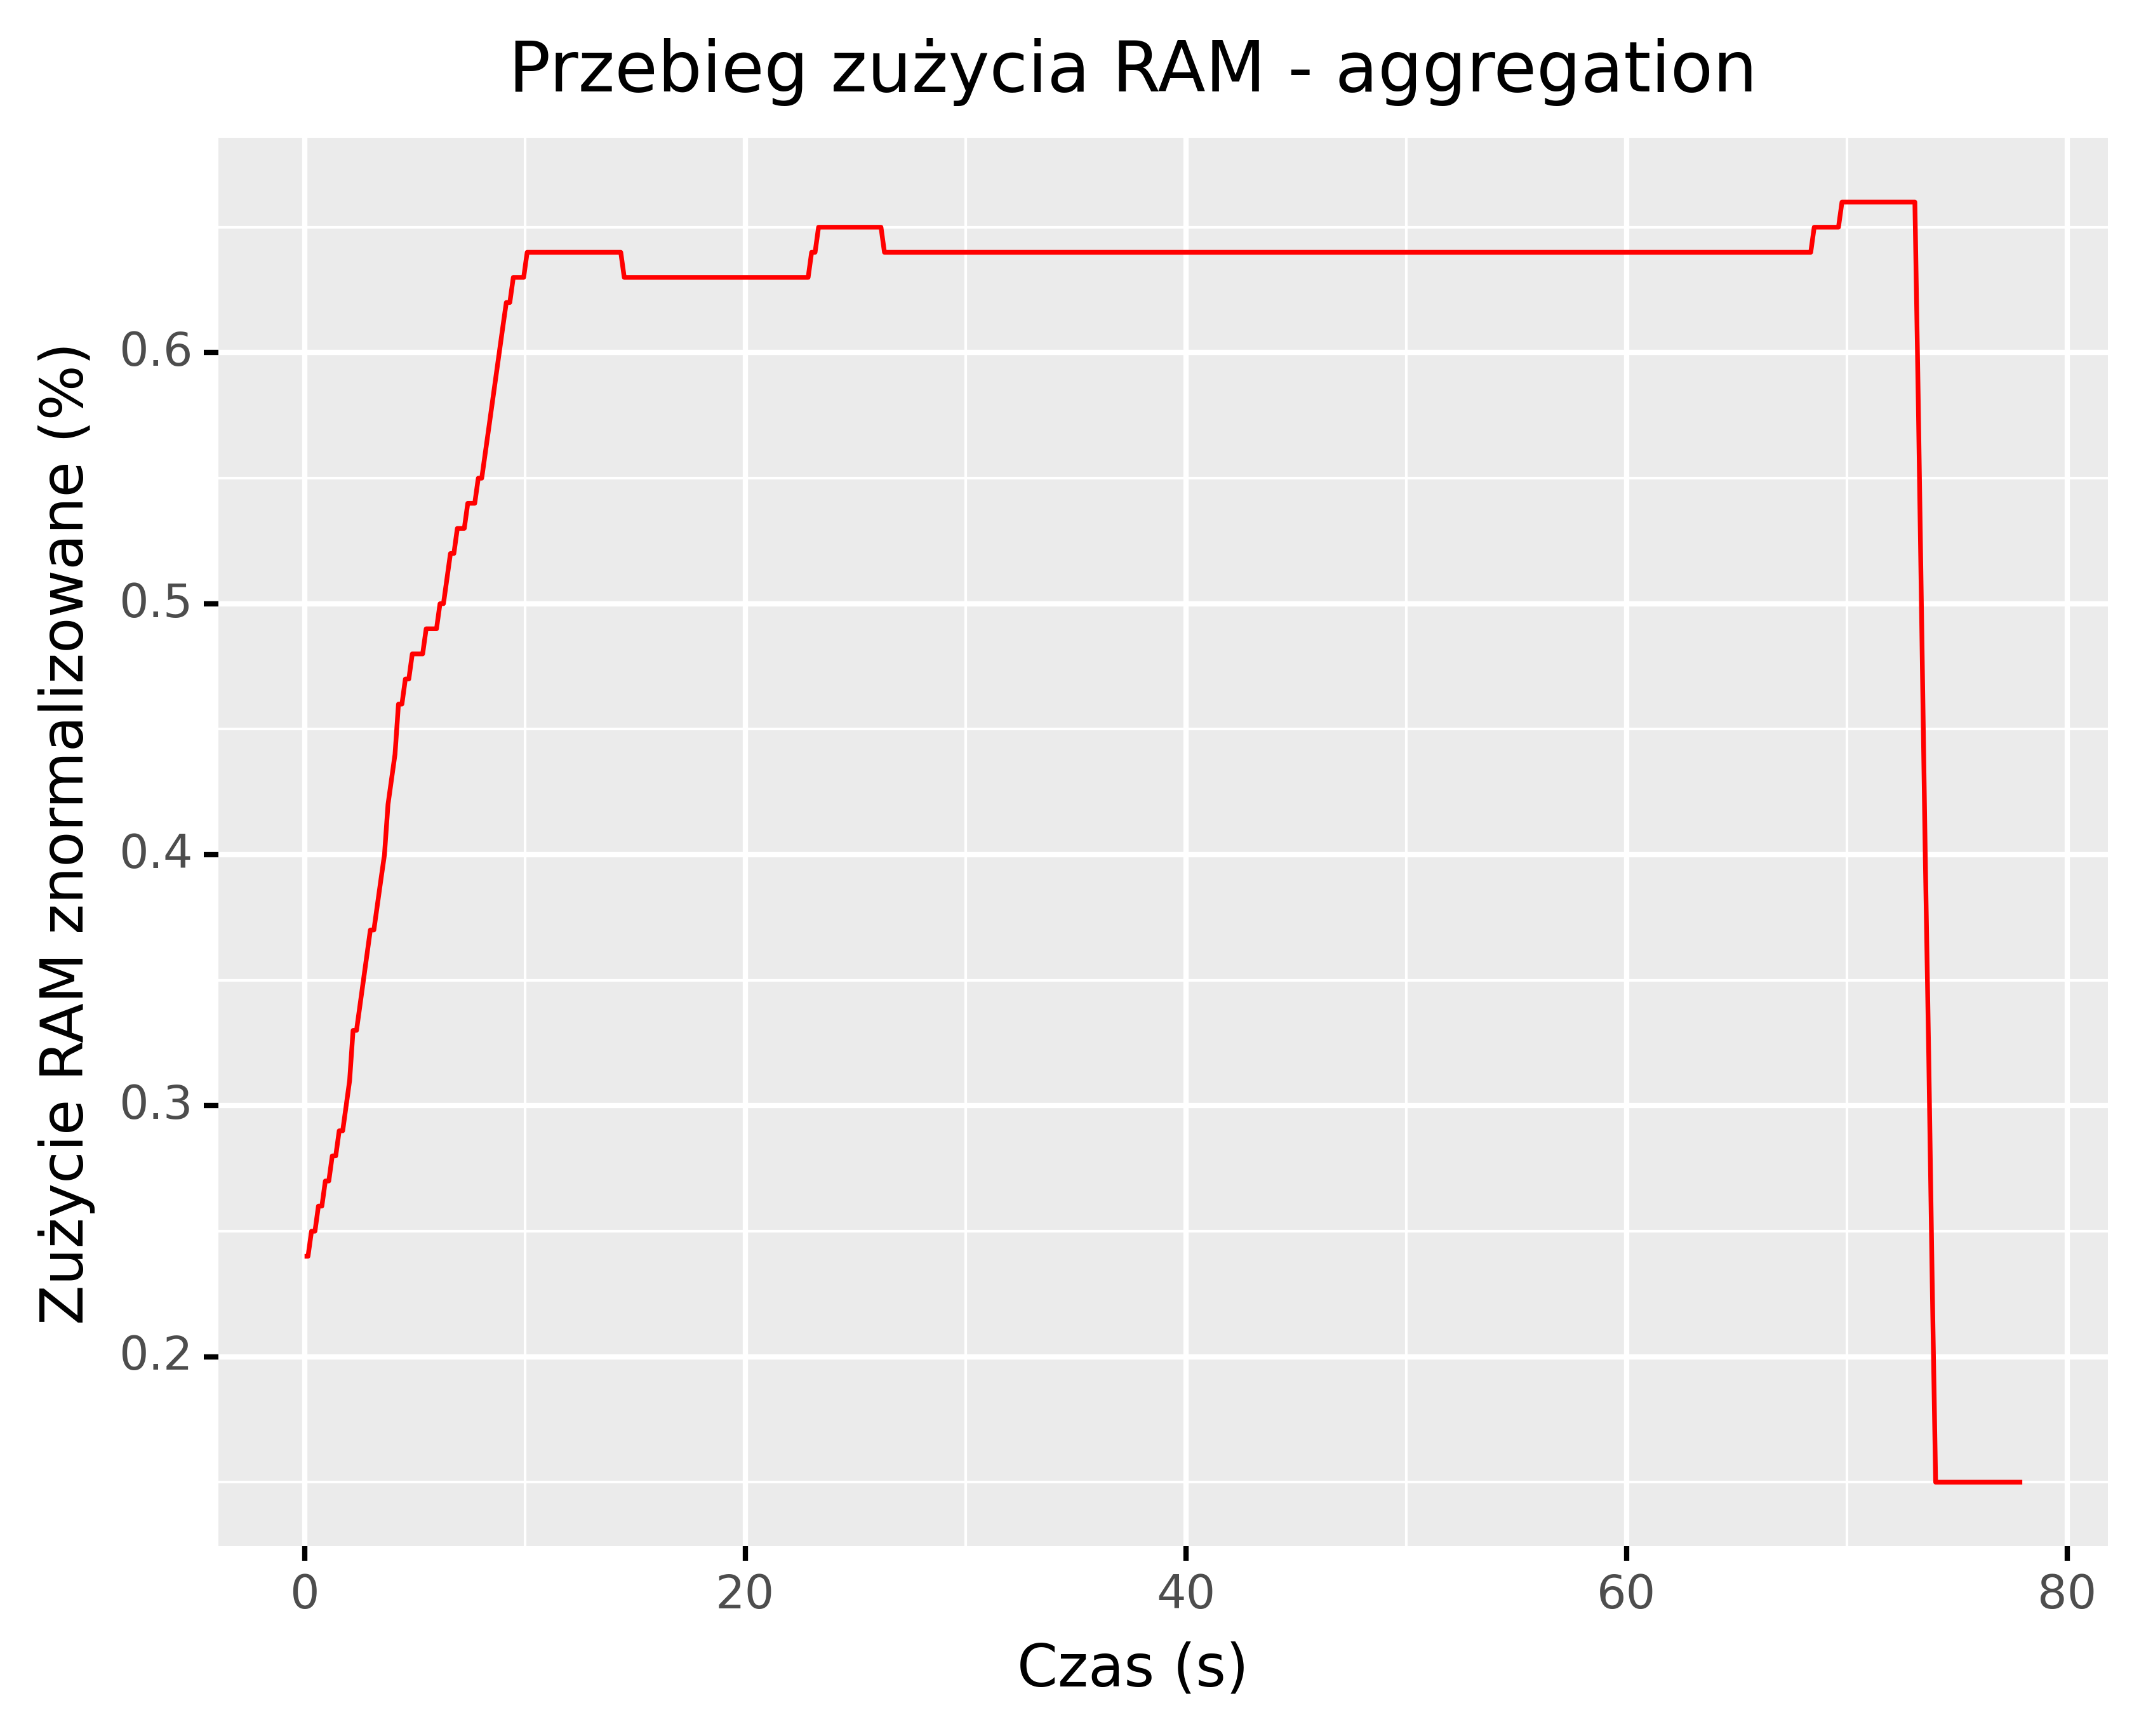 Przebieg zużycia RAM - aggregation
Zużycie RAM znormalizowane (%)
0.6
0.5
0.4
0.3
0.2
0 20 40 60 80
Czas (s)